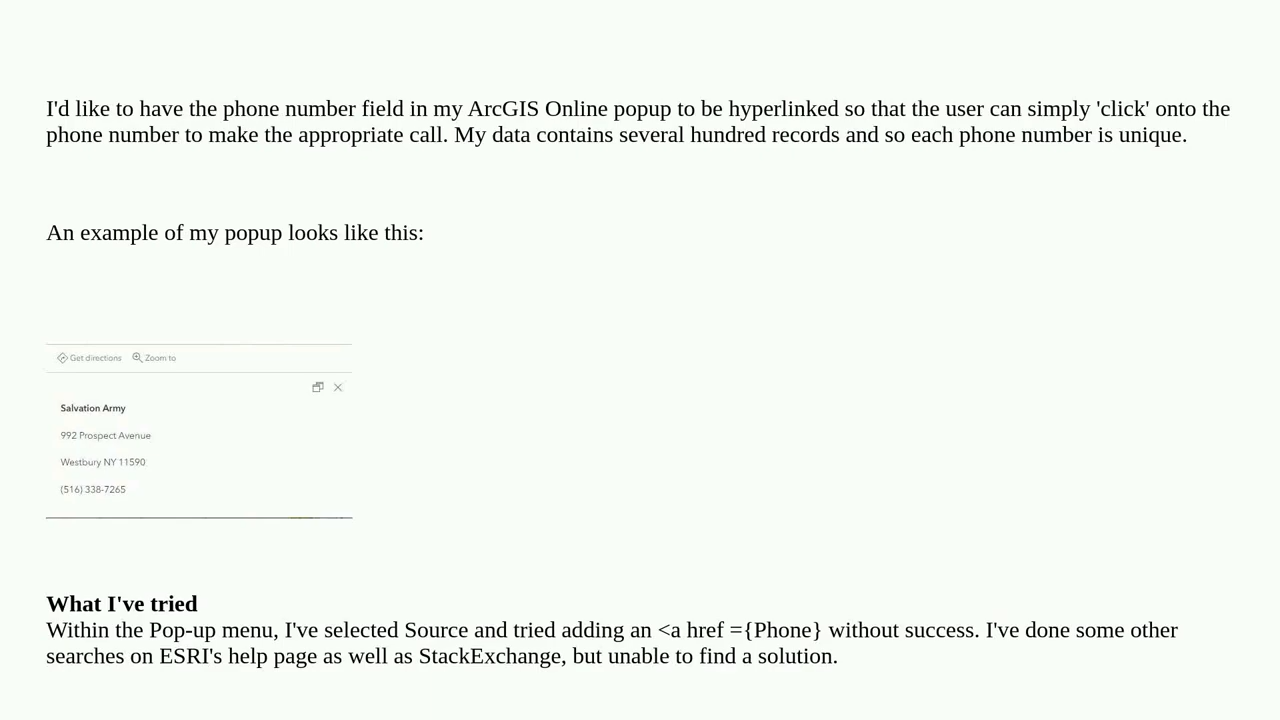 I'd like to have the phone number field in my ArcGIS Online popup to be hyperlinked so that the user can simply 'click' onto the
phone number to make the appropriate call. My data contains several hundred records and so each phone number is unique.
An example of my popup looks like this:
Get directions Zoom to
Salvation Army
992 Prospect Avenue
Westbury NY 11590
(516) 338-7265
What I've tried
Within the Pop-up menu, I've selected Source and tried adding an <a href ={Phone} without success. I've done some other
searches on ESRI's help page as well as StackExchange, but unable to find a solution.